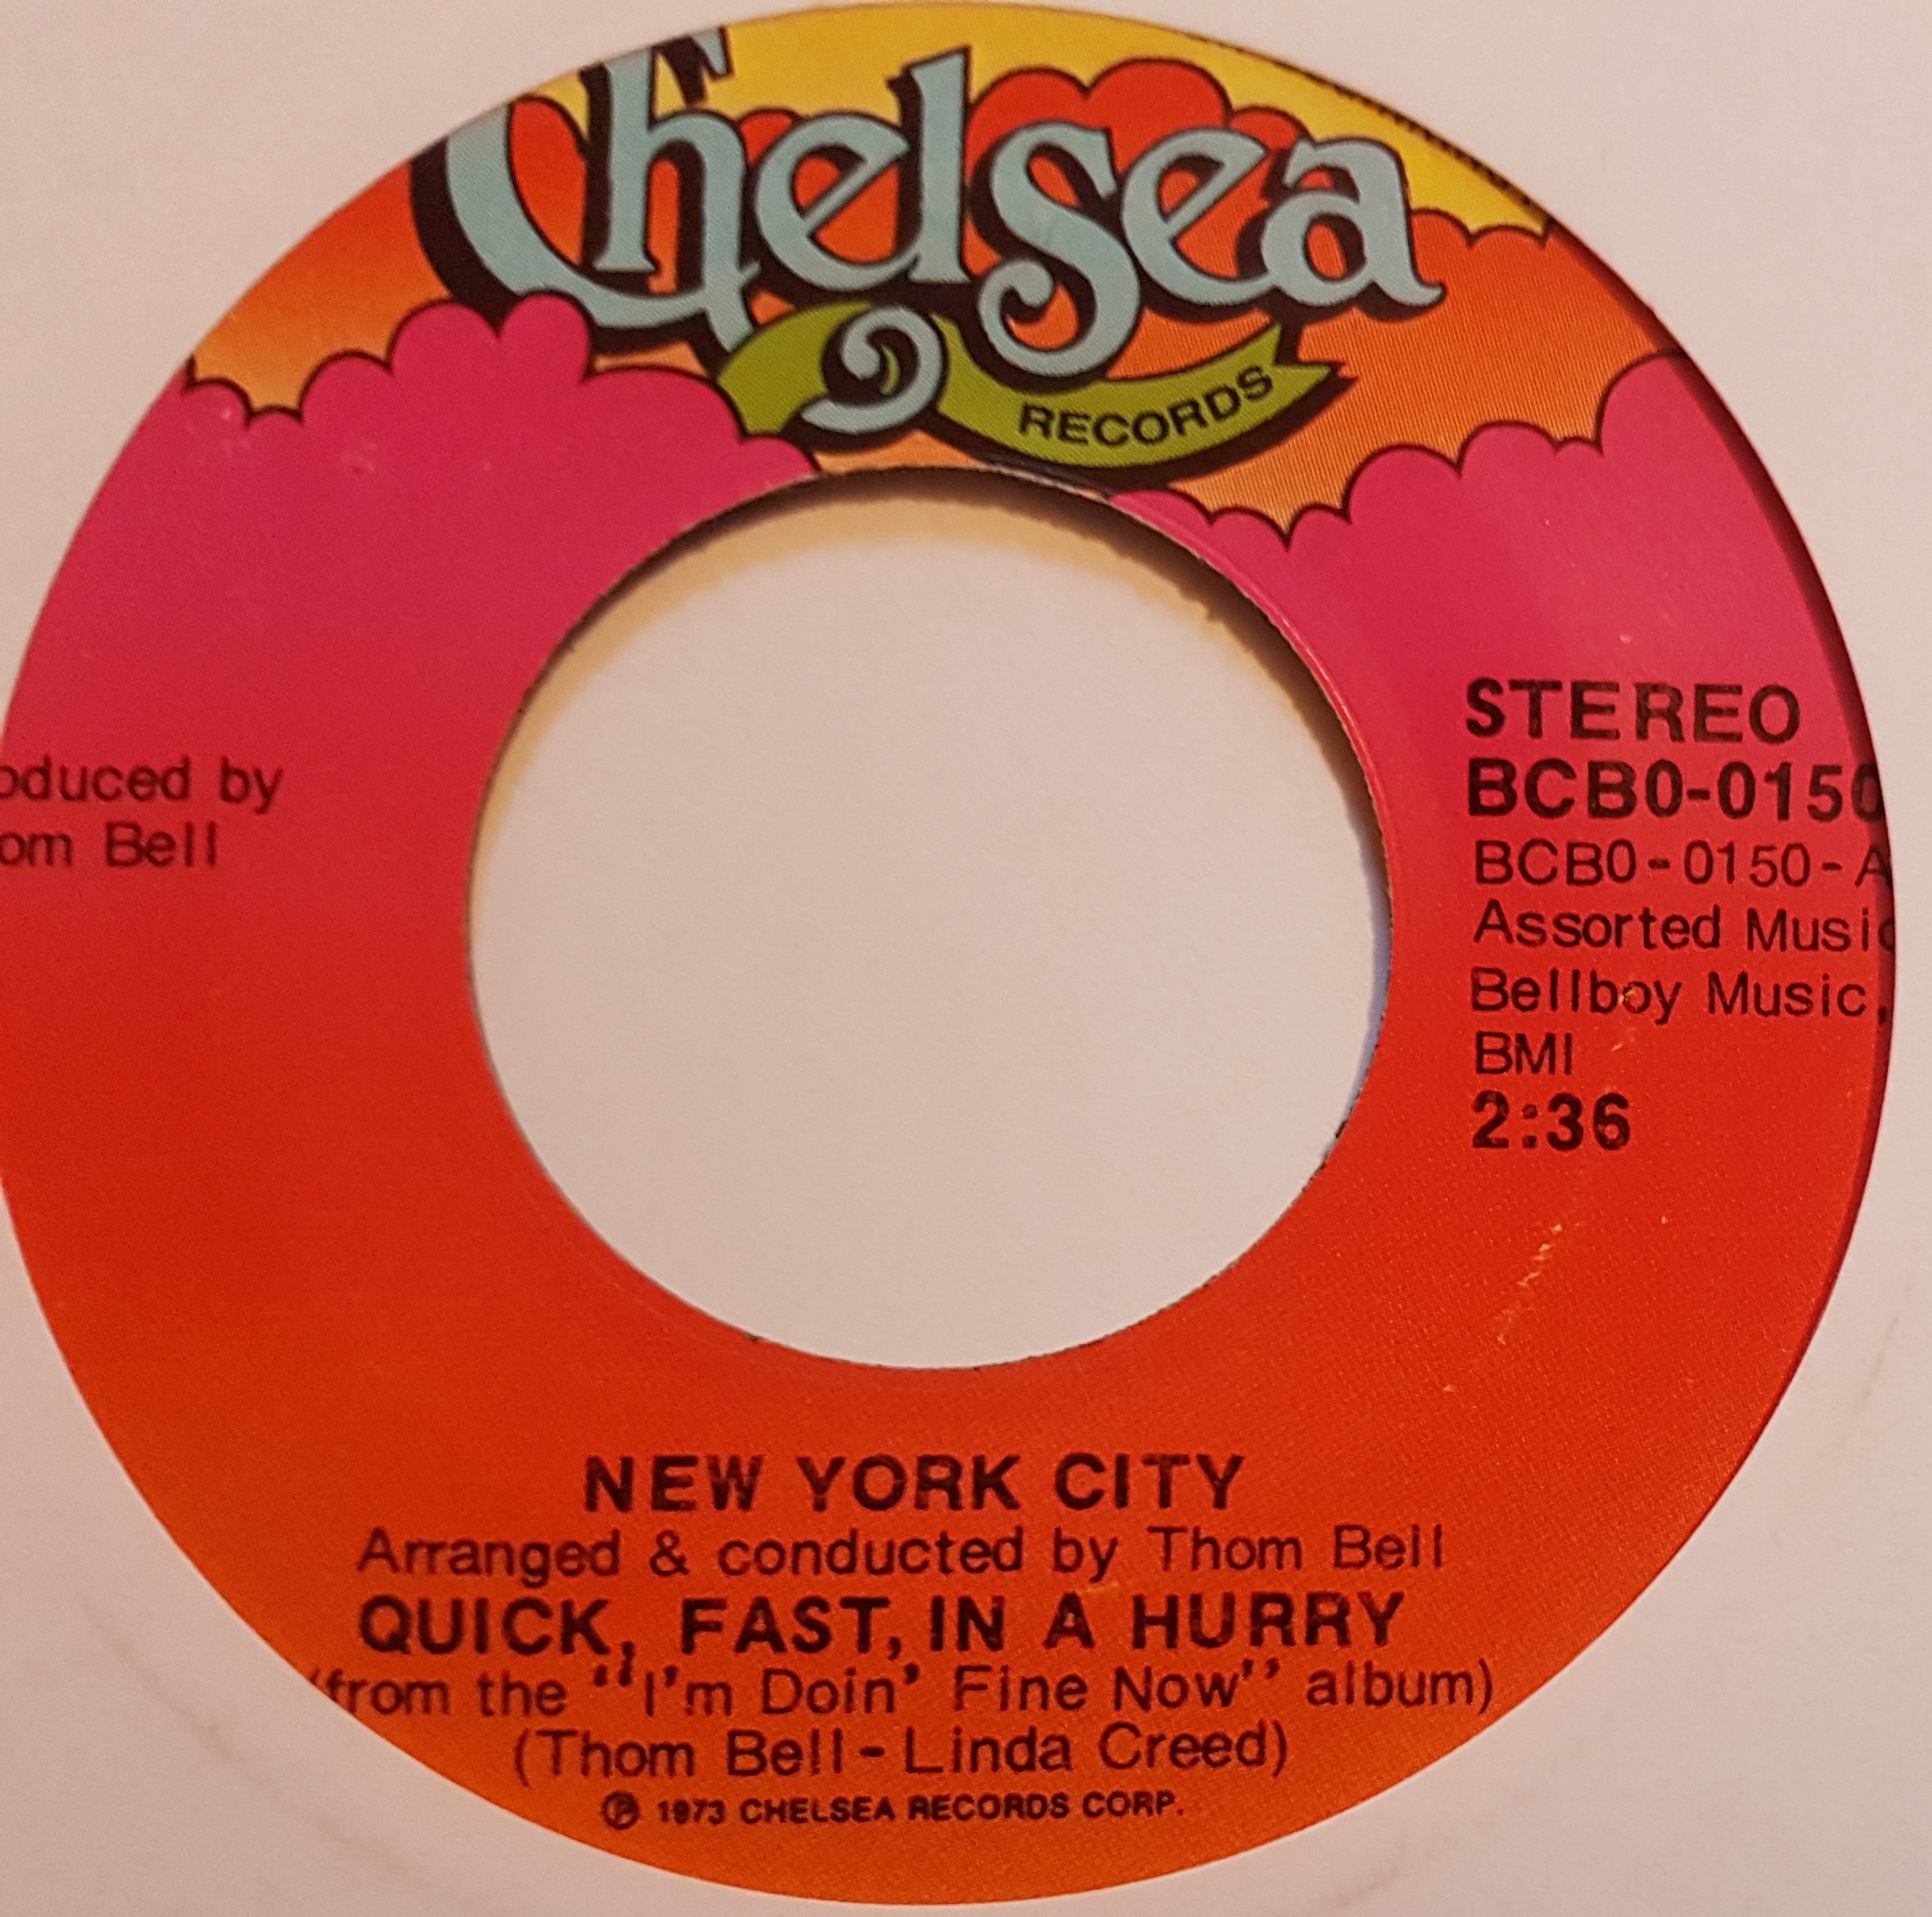 Chelsea
RECORDS
oduced by
om Bell
STEREO
BCB0-0150
BCB0-0150-A
Assorted Music
Bellboy Music,
BMI
2:36
NEW YORK CITY
Arranged & conducted by Thom Bell
QUICK, FAST, IN A HURRY
(from the "I'm Doin' Fine Now" album)
(Thom Bell-Linda Creed)
℗ 1973 CHELSEA RECORDS CORP.